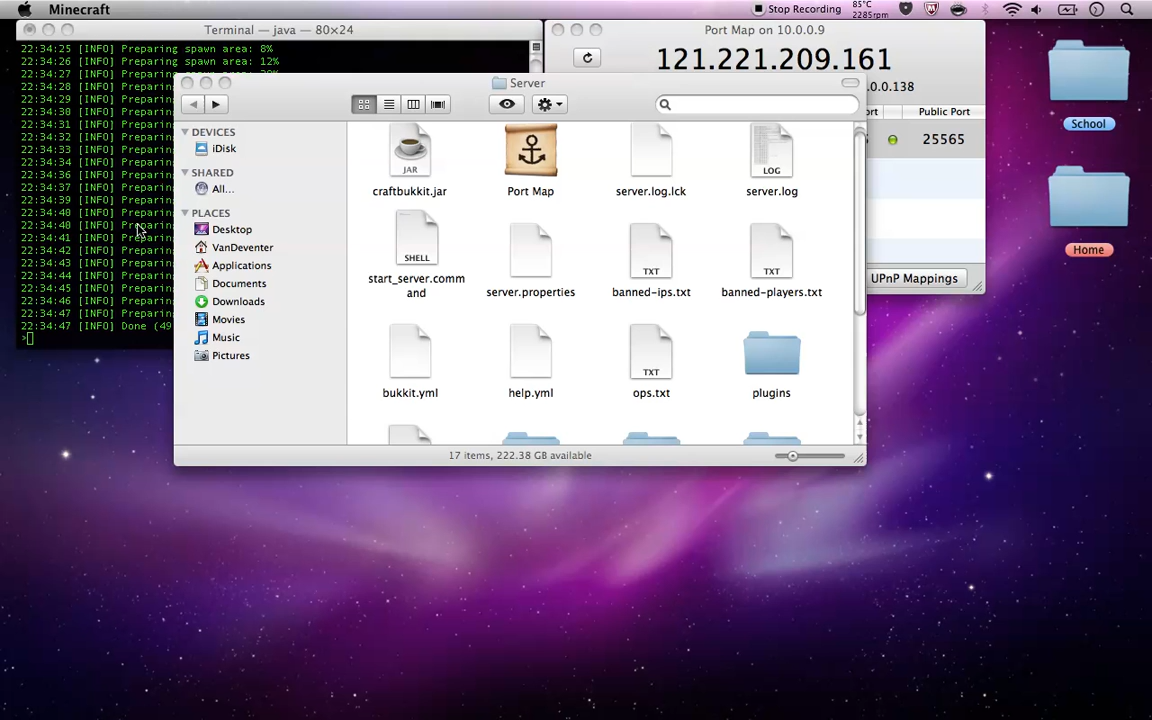 Minecraft
Stop Recording
85°C
2285rpm
Terminal — java — 80×24
22:34:25 [INFO] Preparing spawn area: 8%
22:34:26 [INFO] Preparing spawn area: 12%
22:34:27 [INFO] Preparing
22:34:28 [INFO] Preparing
22:34:29 [INFO] Preparing
22:34:30 [INFO] Preparing
22:34:31 [INFO] Preparing
22:34:32 [INFO] Preparing
22:34:33 [INFO] Preparing
22:34:34 [INFO] Preparing
22:34:36 [INFO] Preparing
22:34:37 [INFO] Preparing
22:34:39 [INFO] Preparing
22:34:40 [INFO] Preparing
22:34:40 [INFO] Preparing
22:34:41 [INFO] Preparing
22:34:42 [INFO] Preparing
22:34:43 [INFO] Preparing
22:34:44 [INFO] Preparing
22:34:45 [INFO] Preparing
22:34:46 [INFO] Preparing
22:34:47 [INFO] Preparing
22:34:47 [INFO] Done (49
>
Port Map on 10.0.0.9
121.221.209.161
.0.138
ort
Public Port
25565
UPnP Mappings
Server
DEVICES
iDisk
SHARED
All...
PLACES
Desktop
VanDeventer
Applications
Documents
Downloads
Movies
Music
Pictures
JAR
craftbukkit.jar
Port Map
server.log.lck
LOG
server.log
SHELL
start_server.comm
and
server.properties
TXT
banned-ips.txt
TXT
banned-players.txt
bukkit.yml
help.yml
TXT
ops.txt
plugins
17 items, 222.38 GB available
School
Home